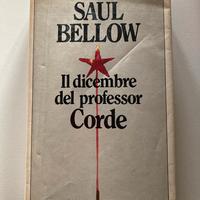 SAUL
BELLOW
Il dicembre
del professor
Corde